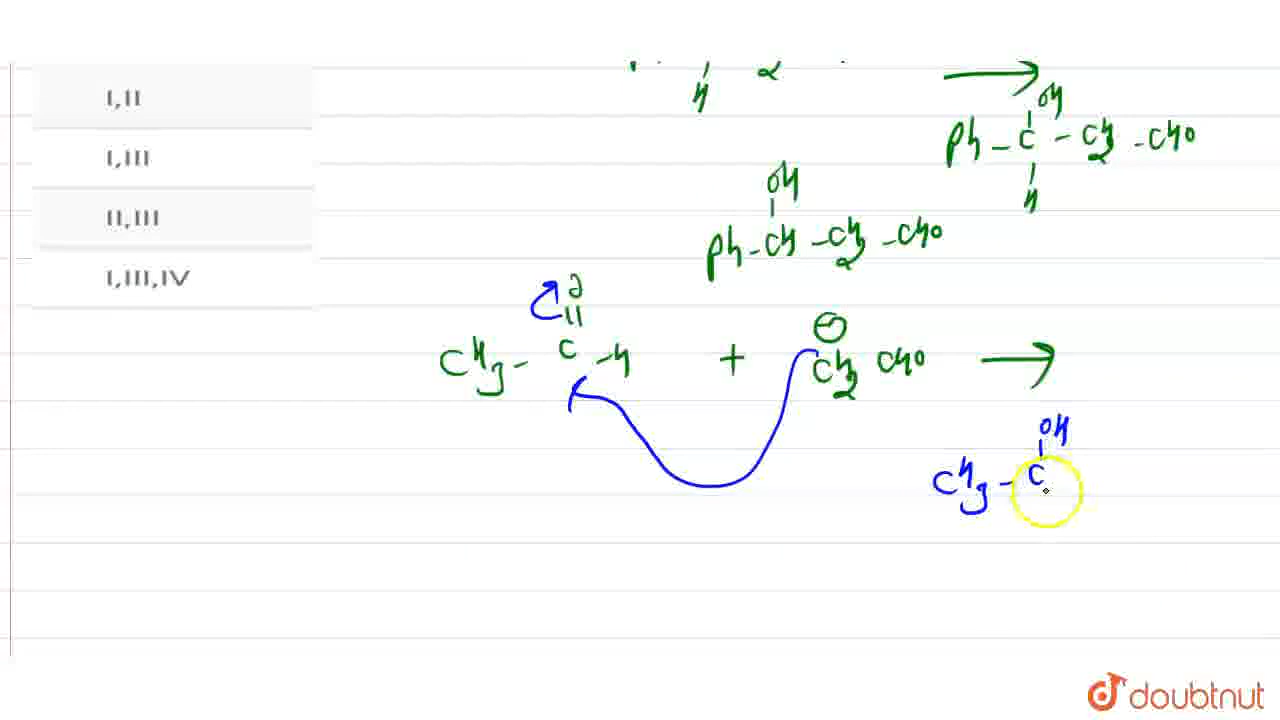 I,II
I,III
II,III
I,III,IV
H 2
OH
Ph - C - CH2 - CHO
H
OH
Ph - CH - CH2 - CHO
O
CH3 - C - H + ⊖CH2 CHO →
OH
CH3 - C
doubtnut